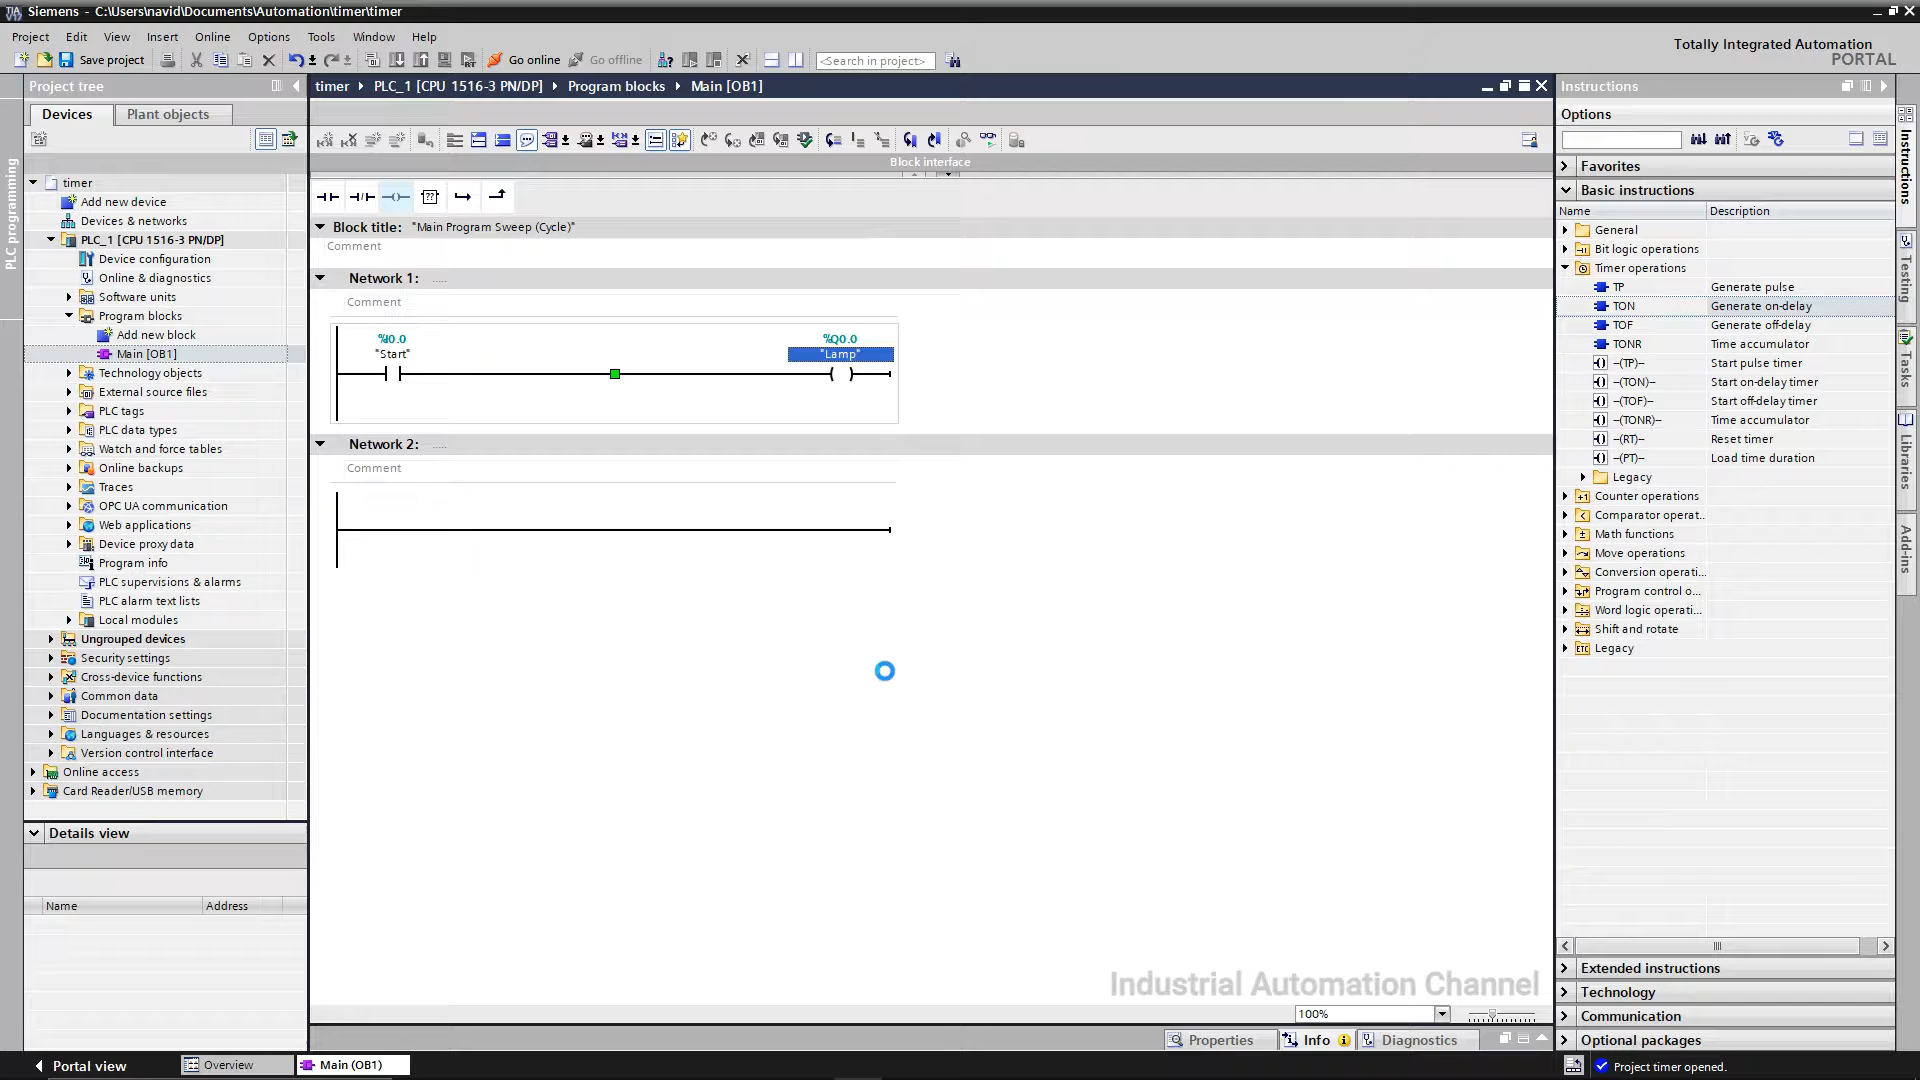 Siemens - C:\Users\navid\Documents\Automation\timer\timer
Project Edit View Insert Online Options Tools Window Help
Totally Integrated Automation
PORTAL
Save project
Go online
Go offline
<Search in project>
Project tree
Devices
Plant objects
PLC programming
timer
Add new device
Devices & networks
PLC_1 [CPU 1516-3 PN/DP]
Device configuration
Online & diagnostics
Software units
Program blocks
Add new block
Main [OB1]
Technology objects
External source files
PLC tags
PLC data types
Watch and force tables
Online backups
Traces
OPC UA communication
Web applications
Device proxy data
Program info
PLC supervisions & alarms
PLC alarm text lists
Local modules
Ungrouped devices
Security settings
Cross-device functions
Common data
Documentation settings
Languages & resources
Version control interface
Online access
Card Reader/USB memory
Details view
Name Address
timer PLC_1 [CPU 1516-3 PN/DP] Program blocks Main [OB1]
Block interface
Block title: "Main Program Sweep (Cycle)"
Comment
Network 1: .....
Comment
%I0.0
"Start"
%Q0.0
"Lamp"
Network 2: .....
Comment
Industrial Automation Channel
100%
Properties
Info
Diagnostics
Instructions
Options
Favorites
Basic instructions
Name Description
General
Bit logic operations
Timer operations
TP Generate pulse
TON Generate on-delay
TOF Generate off-delay
TONR Time accumulator
-(TP)- Start pulse timer
-(TON)- Start on-delay timer
-(TOF)- Start off-delay timer
-(TONR)- Time accumulator
-(RT)- Reset timer
-(PT)- Load time duration
Legacy
Counter operations
Comparator operat..
Math functions
Move operations
Conversion operati...
Program control o...
Word logic operati...
Shift and rotate
Legacy
Extended instructions
Technology
Communication
Optional packages
Instructions
Testing
Tasks
Libraries
Add-ins
Portal view
Overview
Main (OB1)
Project timer opened.